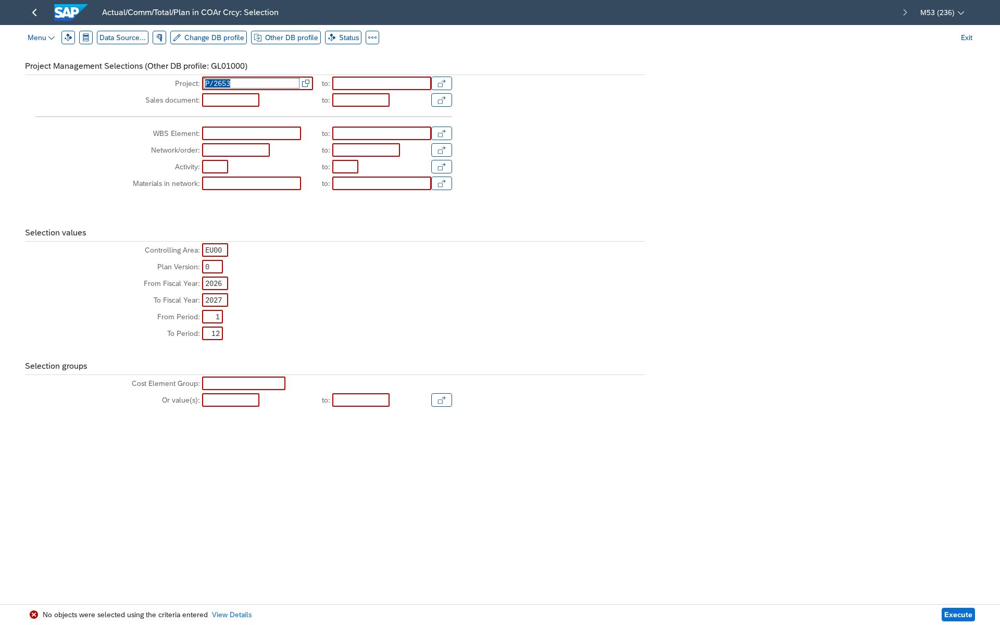 SAP Actual/Comm/Total/Plan in COAr Crcy: Selection M53 (236)
Menu Data Source... Change DB profile Other DB profile Status Exit
Project Management Selections (Other DB profile: GL01000)
Project: P/2653 to:
Sales document: to:
WBS Element: to:
Network/order: to:
Activity: to:
Materials in network: to:
Selection values
Controlling Area: EU00
Plan Version: 0
From Fiscal Year: 2026
To Fiscal Year: 2027
From Period: 1
To Period: 12
Selection groups
Cost Element Group:
Or value(s): to:
No objects were selected using the criteria entered View Details Execute